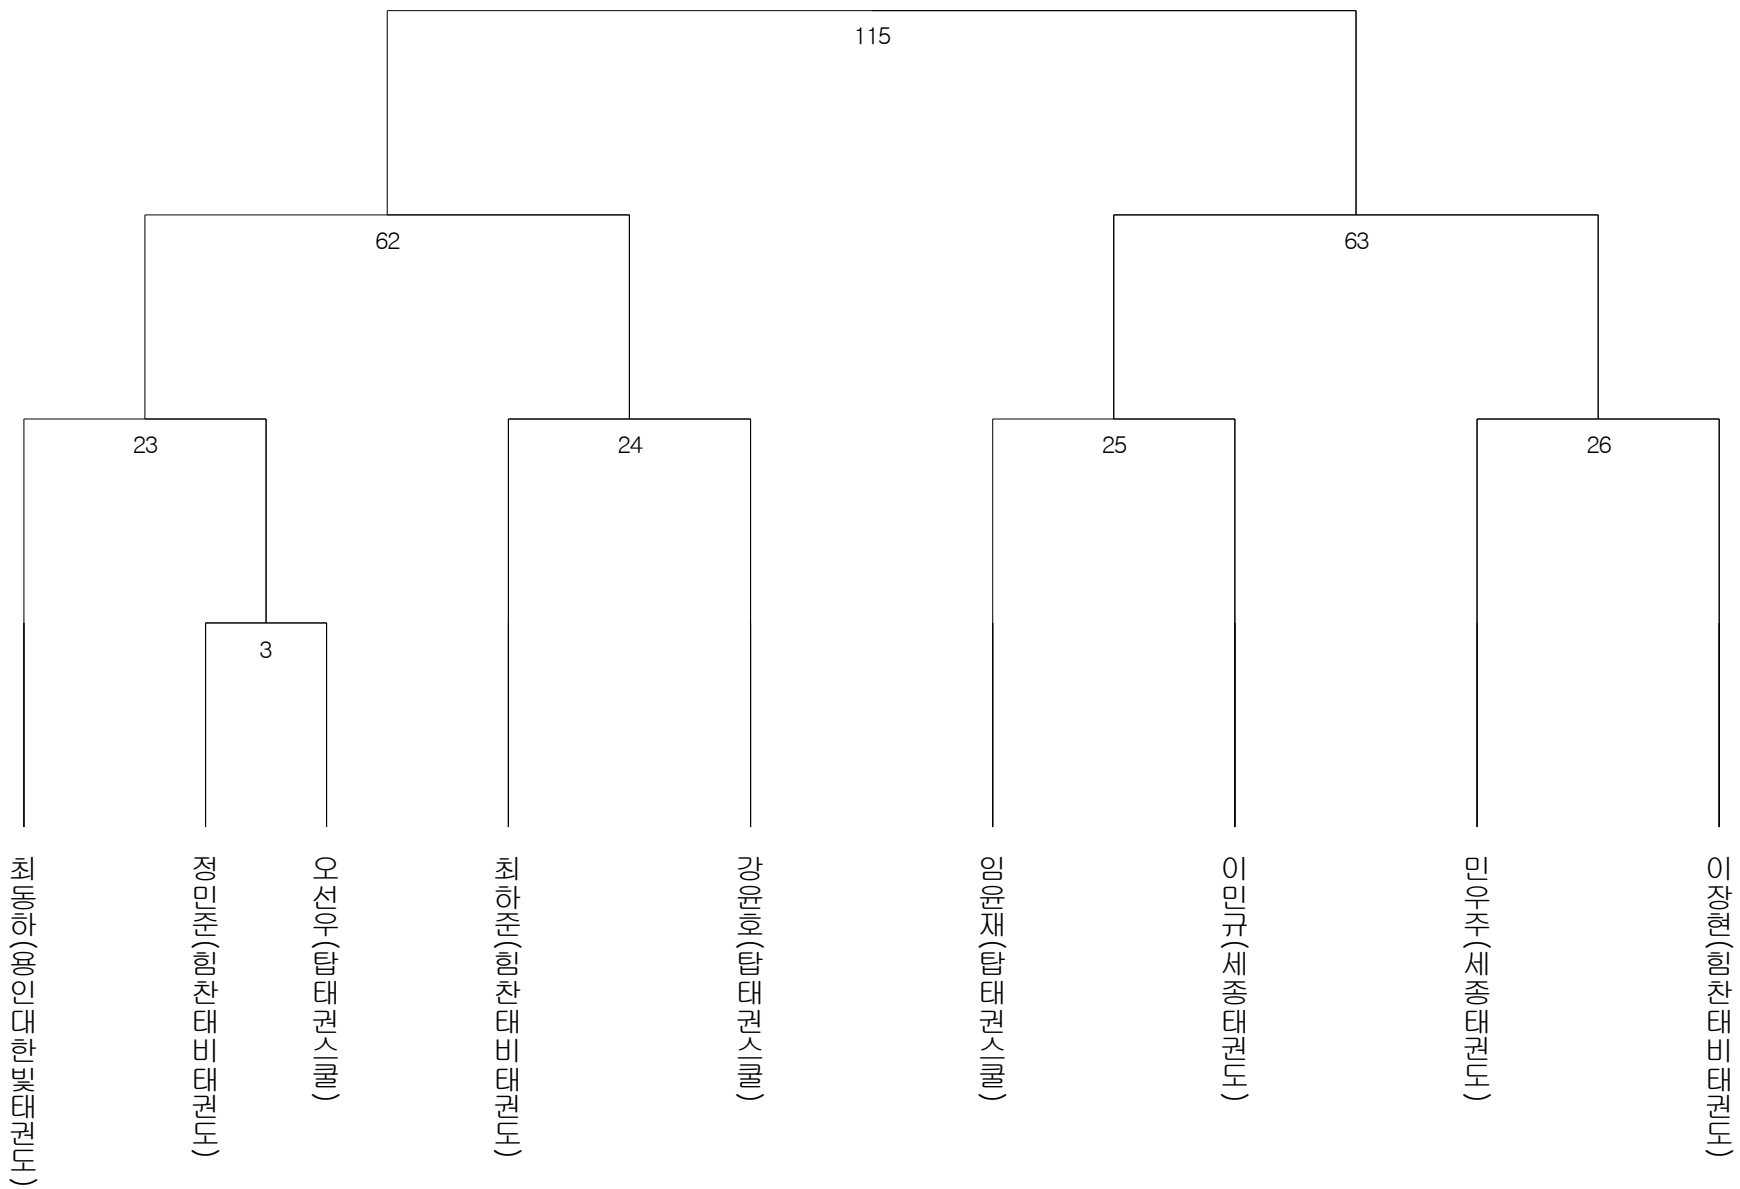 115
62
63
23
24
25
26
3
최동하(용인대한빛태권도)
정민준(힘찬태비태권도)
오선우(탑태권스쿨)
최하준(힘찬태비태권도)
강윤호(탑태권스쿨)
임윤재(탑태권스쿨)
이민규(세종태권도)
민우주(세종태권도)
이장현(힘찬태비태권도)